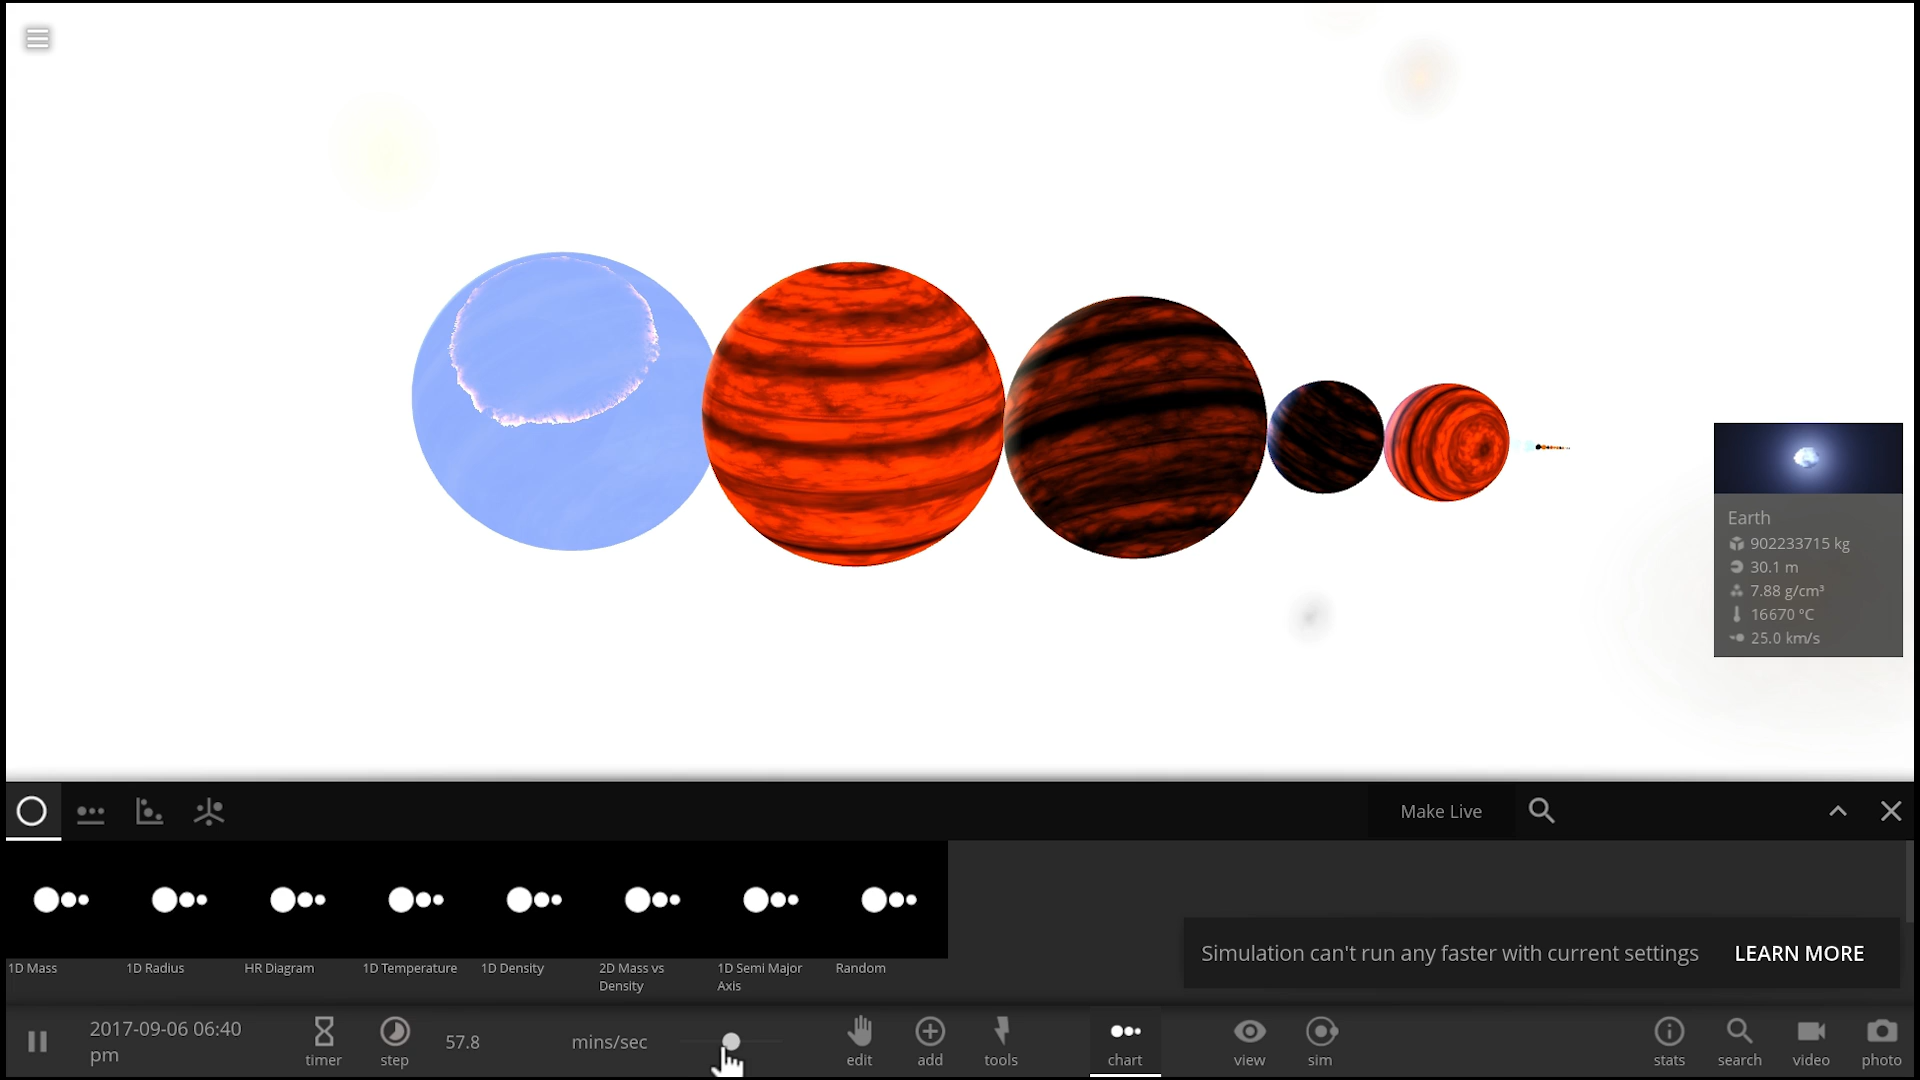 Earth
902233715 kg
30.1 m
7.88 g/cm³
16670 °C
25.0 km/s
Make Live
1D Mass
1D Radius
HR Diagram
1D Temperature
1D Density
2D Mass vs
Density
1D Semi Major
Axis
Random
Simulation can't run any faster with current settings LEARN MORE
2017-09-06 06:40
pm
timer
step
57.8 mins/sec
edit
add
tools
chart
view
sim
stats
search
video
photo